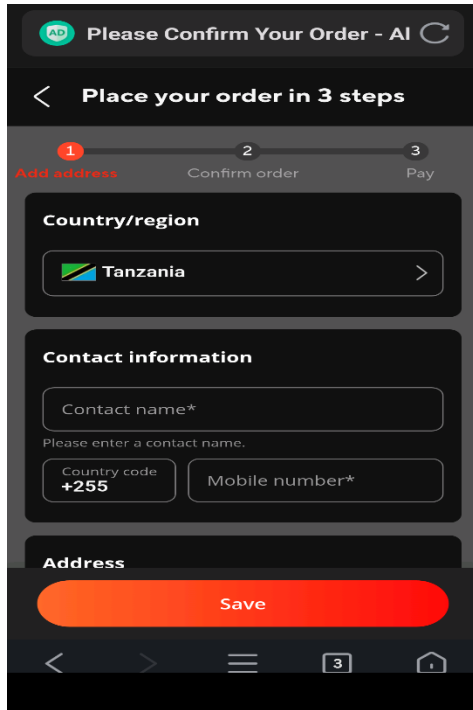 AD Please Confirm Your Order - Al
Place your order in 3 steps
1 2 3
Add address Confirm order Pay
Country/region
Tanzania
Contact information
Contact name*
Please enter a contact name.
Country code
+255
Mobile number*
Address
Save
3